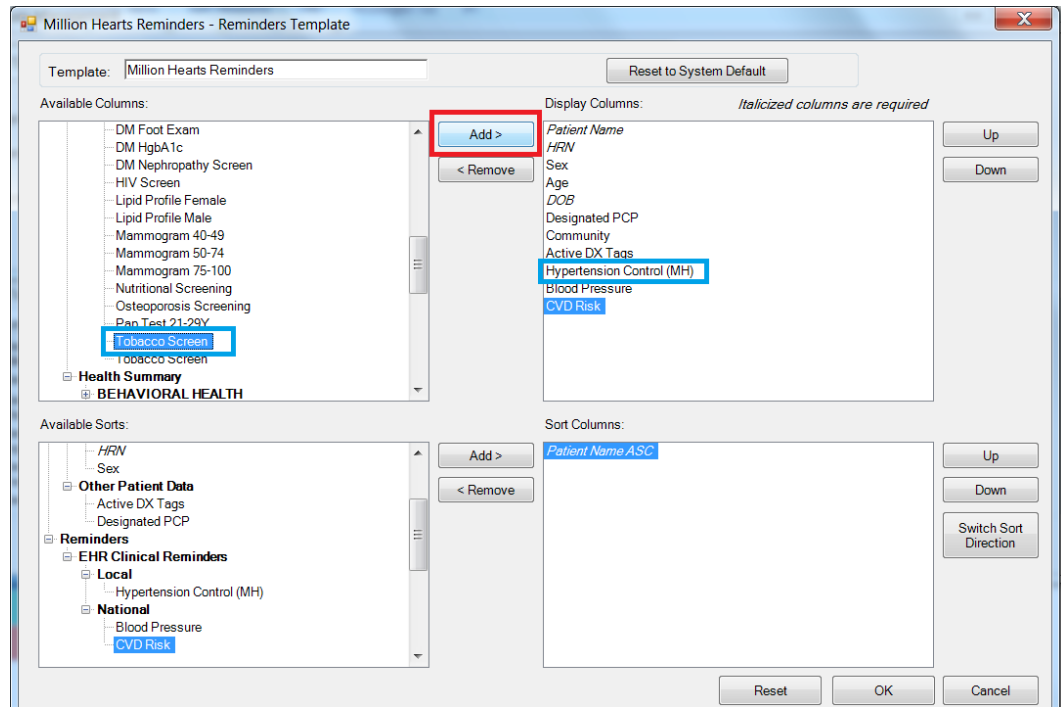 Million Hearts Reminders - Reminders Template
X
Template: Million Hearts Reminders
Reset to System Default
Available Columns:
DM Foot Exam
DM HgbA1c
DM Nephropathy Screen
HIV Screen
Lipid Profile Female
Lipid Profile Male
Mammogram 40-49
Mammogram 50-74
Mammogram 75-100
Nutritional Screening
Osteoporosis Screening
Pap Test 21-29Y
Tobacco Screen
Tobacco Screen
Health Summary
BEHAVIORAL HEALTH
Add >
< Remove
Display Columns: Italicized columns are required
Patient Name
HRN
Sex
Age
DOB
Designated PCP
Community
Active DX Tags
Hypertension Control (MH)
Blood Pressure
CVD Risk
Up
Down
Available Sorts:
HRN
Sex
Other Patient Data
Active DX Tags
Designated PCP
Reminders
EHR Clinical Reminders
Local
Hypertension Control (MH)
National
Blood Pressure
CVD Risk
Add >
< Remove
Sort Columns:
Patient Name ASC
Up
Down
Switch Sort
Direction
Reset
OK
Cancel